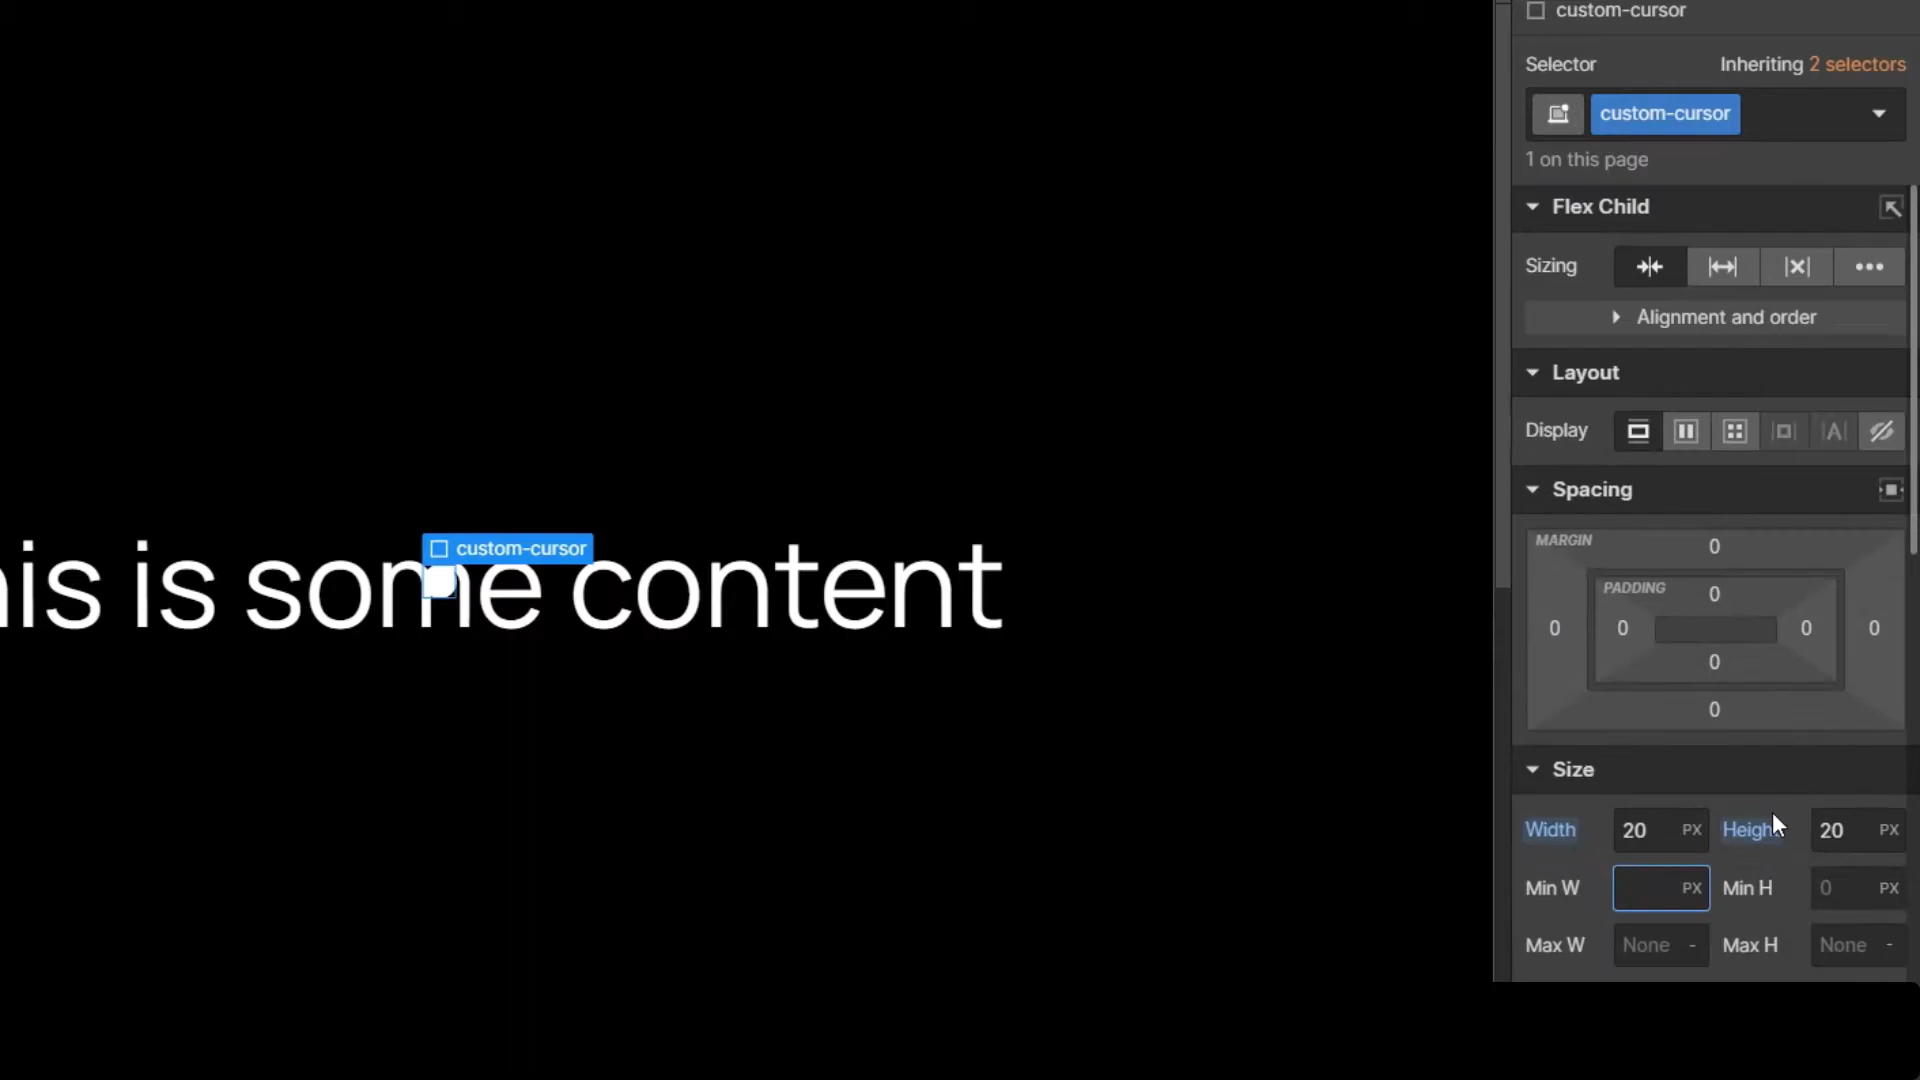 custom-cursor
Selector Inheriting 2 selectors
custom-cursor
1 on this page
Flex Child
Sizing
Alignment and order
Layout
Display
Spacing
MARGIN 0
PADDING 0
0 0 0 0
0
0
Size
Width 20 PX Height 20 PX
Min W PX Min H 0 PX
Max W None - Max H None -
custom-cursor
his is some content